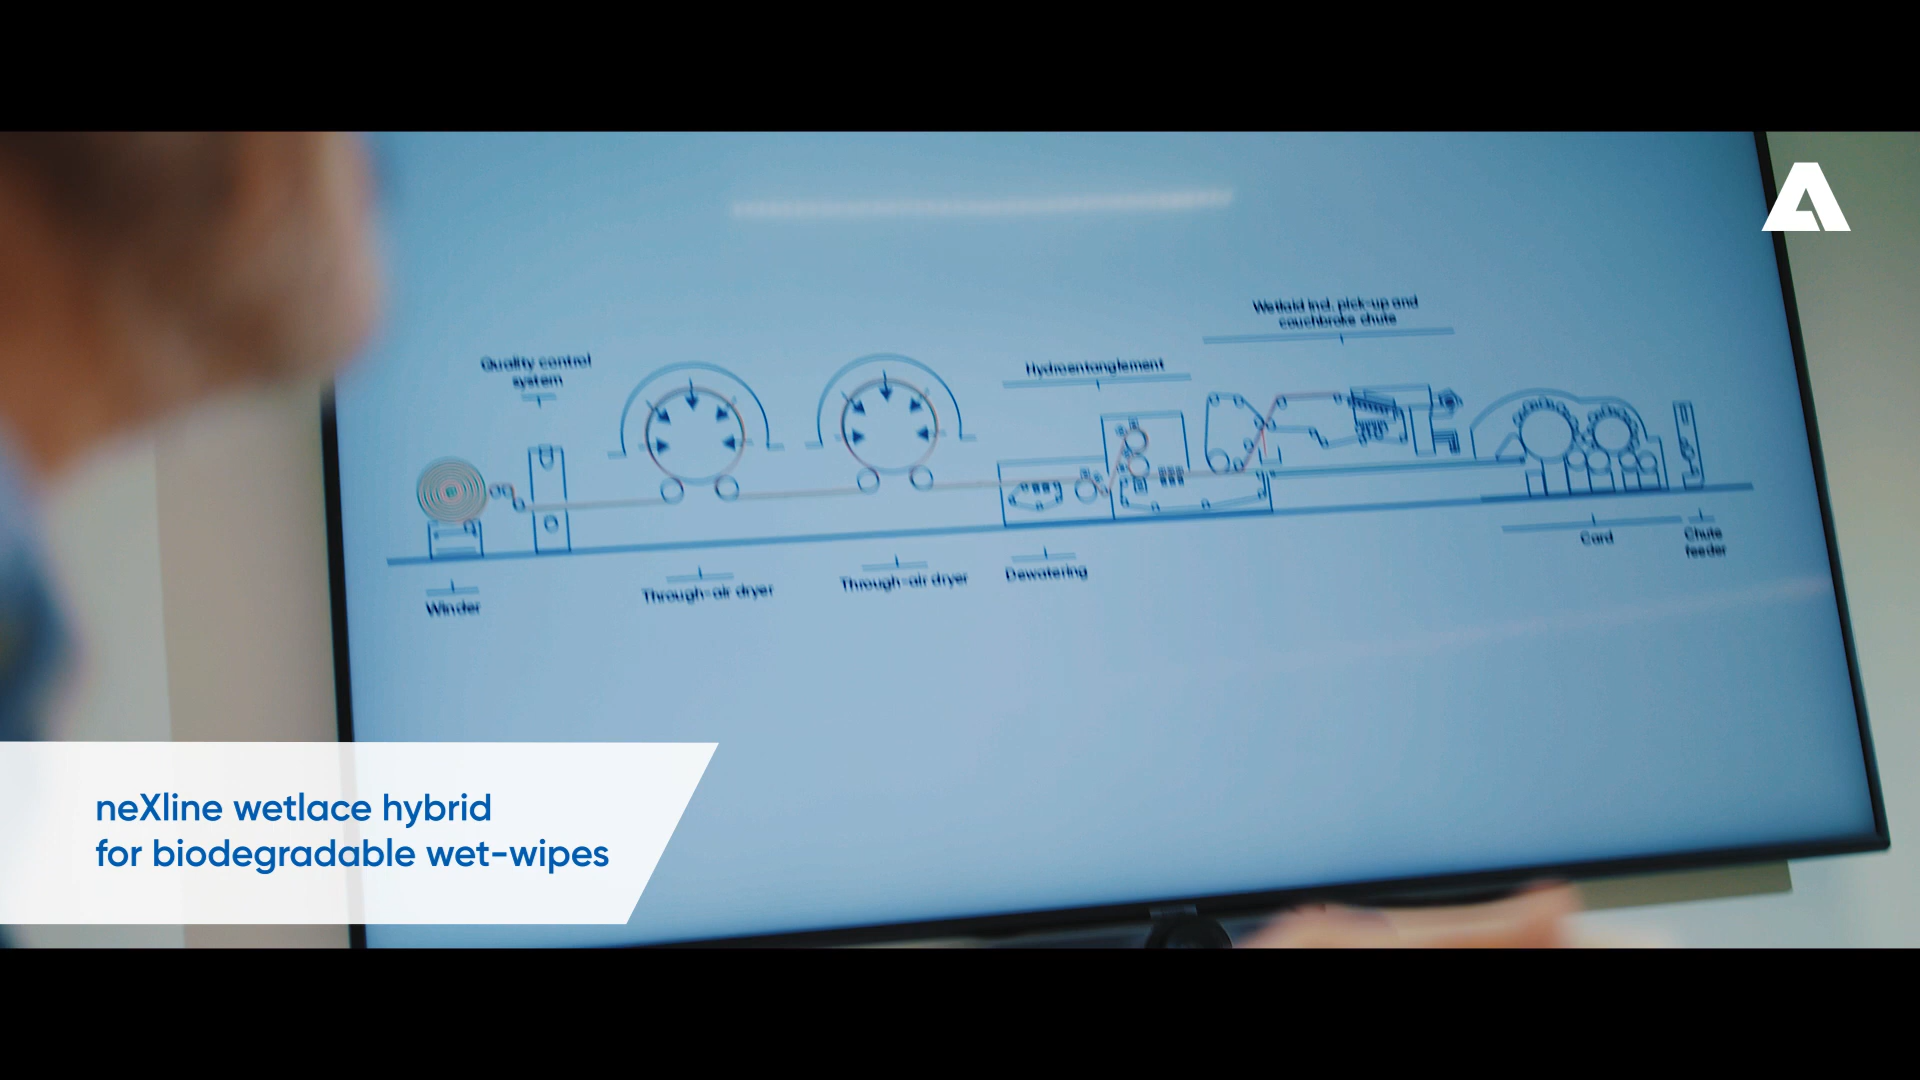 Wetlaid incl. pick-up and
couchbroke chute
Quality control
system
Hydroentanglement
Card
Chute
feeder
Dewatering
Through-air dryer
Through-air dryer
Winder
neXline wetlace hybrid
for biodegradable wet-wipes